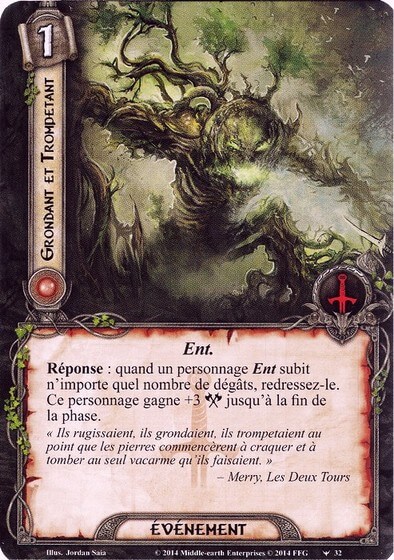 1
GRONDANT ET TROMPETANT
Ent.
Réponse : quand un personnage Ent subit
n'importe quel nombre de dégâts, redressez-le.
Ce personnage gagne +3 jusqu'à la fin de
la phase.
« Ils rugissaient, ils grondaient, ils trompetaient au
point que les pierres commencèrent à craquer et à
tomber au seul vacarme qu'ils faisaient. »
– Merry, Les Deux Tours
ÉVÉNEMENT
Illus. Jordan Saia © 2014 Middle-earth Enterprises © 2014 FFG 32